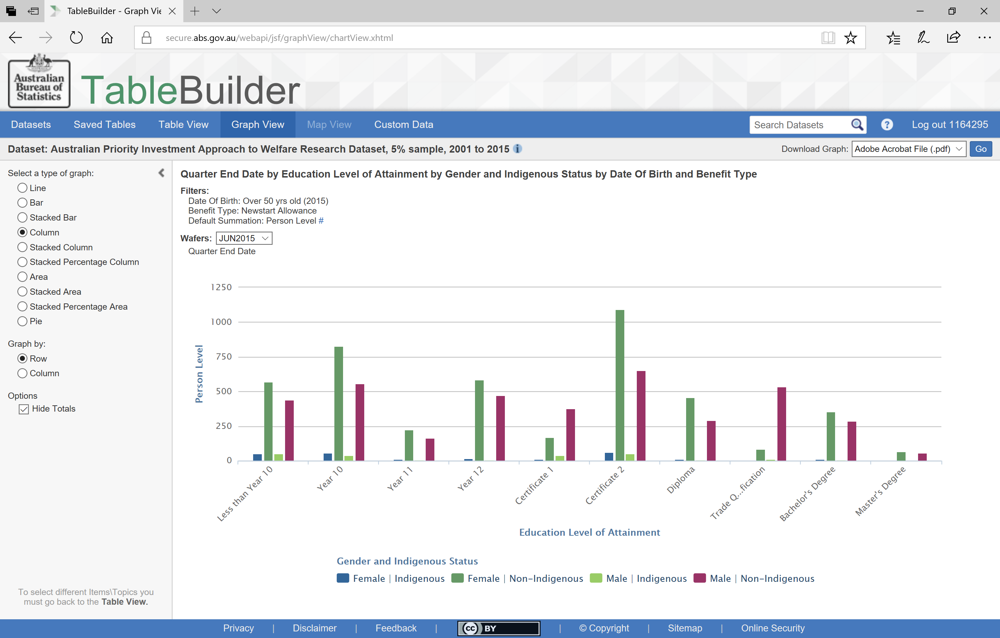 TableBuilder - Graph Vie
secure.abs.gov.au/webapi/jsf/graphView/chartView.xhtml
Australian
Bureau of
Statistics
TableBuilder
Datasets Saved Tables Table View Graph View Map View Custom Data Search Datasets ? Log out 1164295
Dataset: Australian Priority Investment Approach to Welfare Research Dataset, 5% sample, 2001 to 2015 i Download Graph: Adobe Acrobat File (.pdf) Go
Select a type of graph:
Line
Bar
Stacked Bar
Column
Stacked Column
Stacked Percentage Column
Area
Stacked Area
Stacked Percentage Area
Pie
Graph by:
Row
Column
Options
Hide Totals
To select different Items\Topics you
must go back to the Table View.
Quarter End Date by Education Level of Attainment by Gender and Indigenous Status by Date Of Birth and Benefit Type
Filters:
Date Of Birth: Over 50 yrs old (2015)
Benefit Type: Newstart Allowance
Default Summation: Person Level #
Wafers: JUN2015
Quarter End Date
Person Level
1250
1000
750
500
250
0
Less than Year 10
Year 10
Year 11
Year 12
Certificate 1
Certificate 2
Diploma
Trade Q...fication
Bachelor's Degree
Master's Degree
Education Level of Attainment
Gender and Indigenous Status
Female | Indigenous Female | Non-Indigenous Male | Indigenous Male | Non-Indigenous
Privacy | Disclaimer | Feedback | cc BY | © Copyright | Sitemap | Online Security